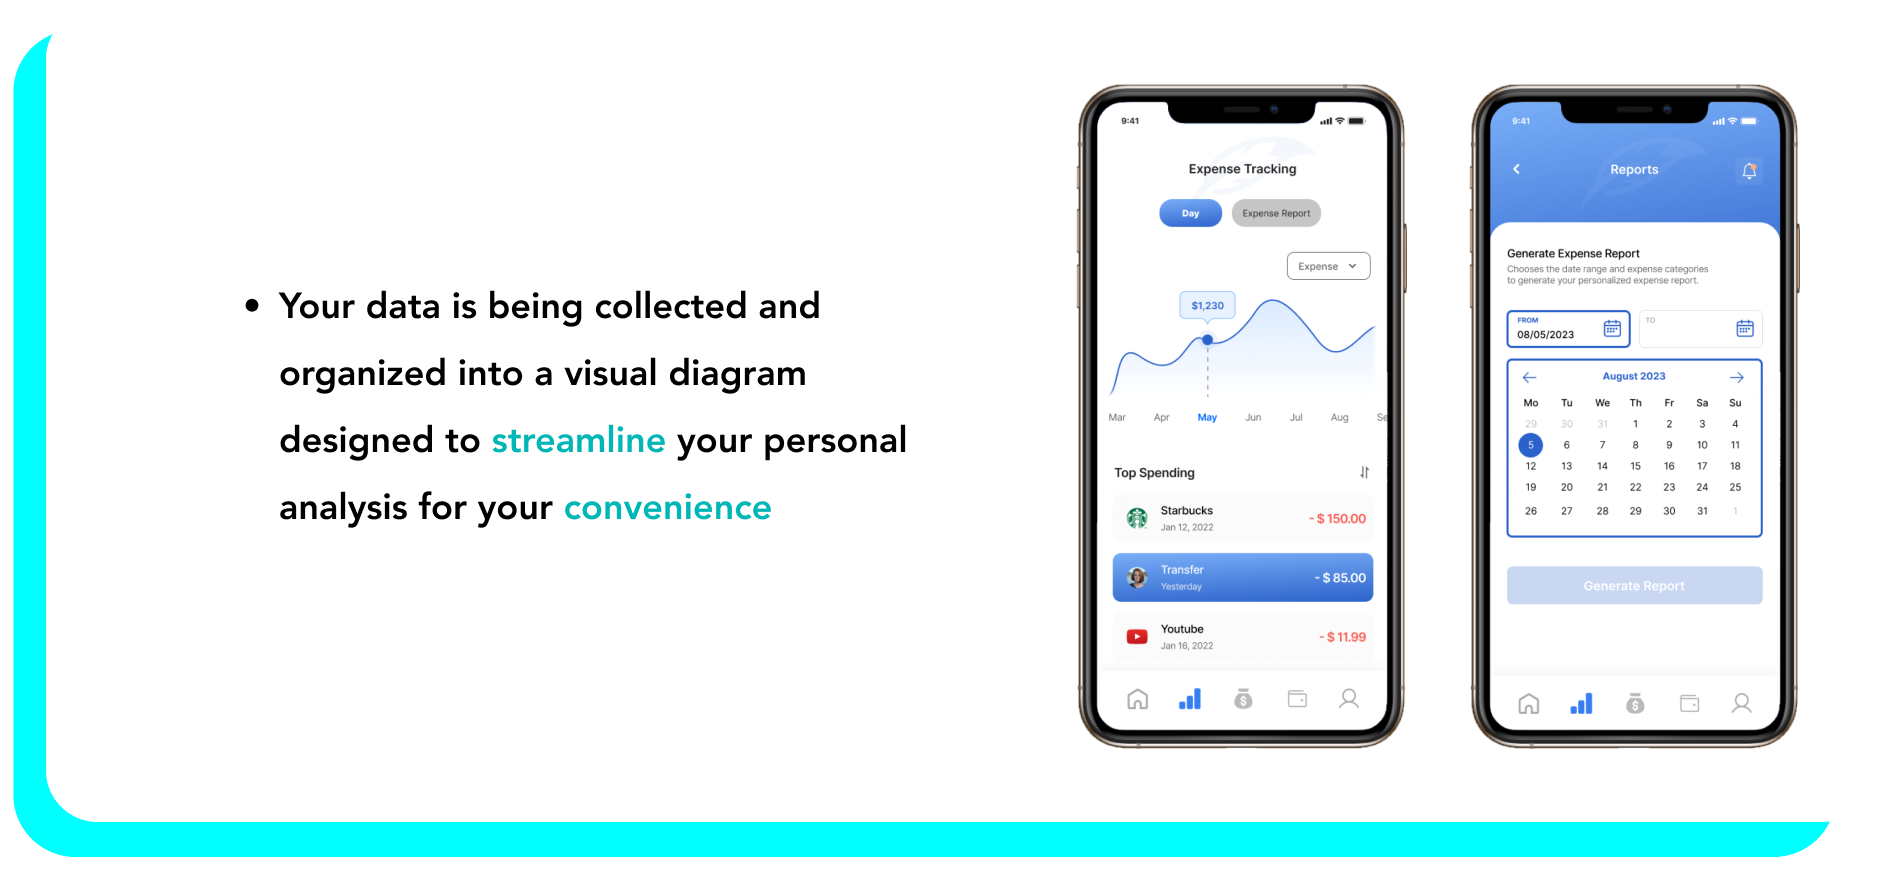 • Your data is being collected and
organized into a visual diagram
designed to streamline your personal
analysis for your convenience
9:41
Expense Tracking
Day Expense Report
Expense
$1,230
Mar Apr May Jun Jul Aug Se
Top Spending
Starbucks
Jan 12, 2022
- $ 150.00
Transfer
Yesterday
- $ 85.00
Youtube
Jan 16, 2022
- $ 11.99
9:41
Reports
Generate Expense Report
Chooses the date range and expense categories
to generate your personalized expense report.
FROM
08/05/2023
TO
August 2023
Mo Tu We Th Fr Sa Su
29 30 31 1 2 3 4
5 6 7 8 9 10 11
12 13 14 15 16 17 18
19 20 21 22 23 24 25
26 27 28 29 30 31 1
Generate Report